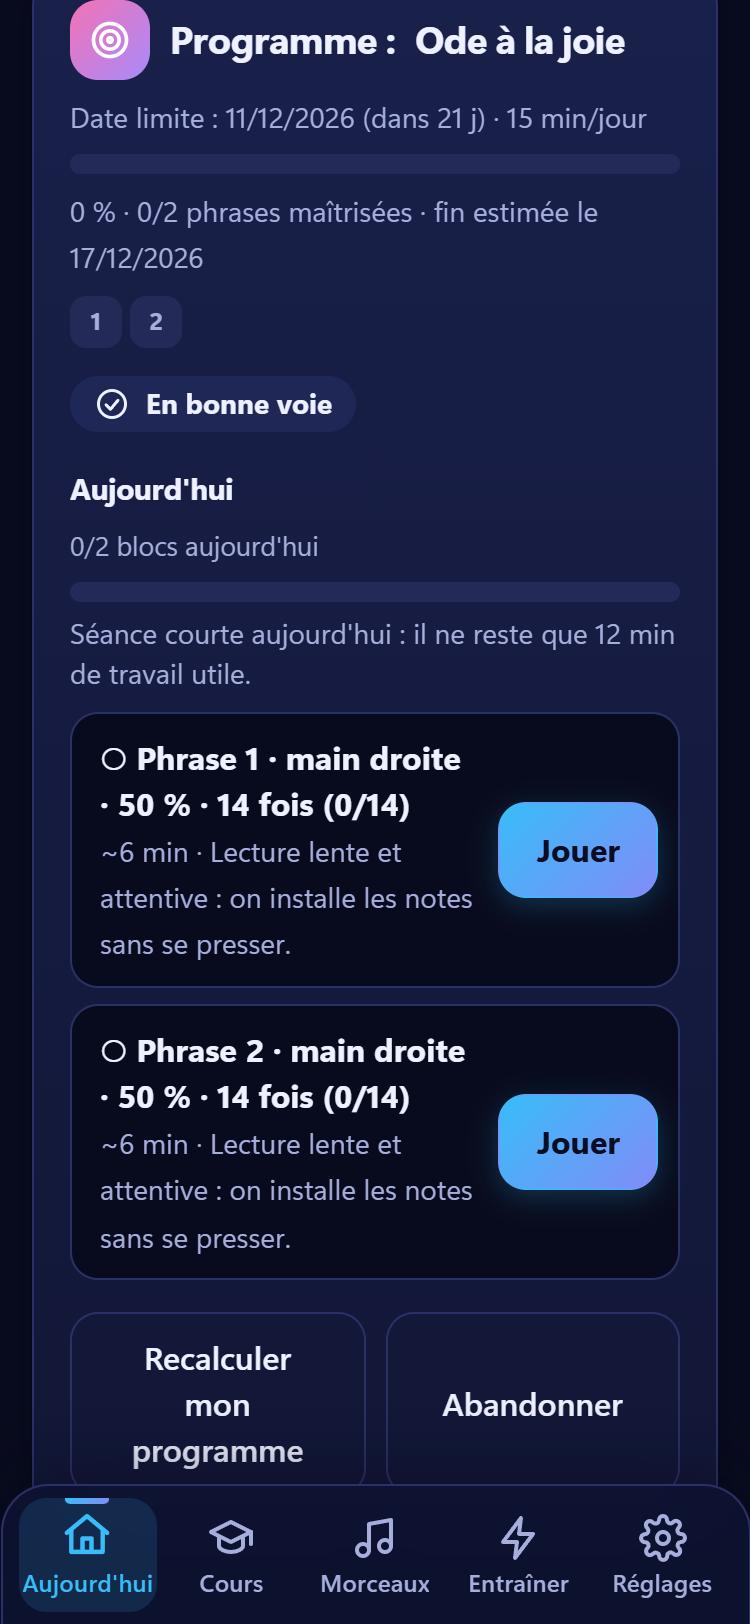 Programme : Ode à la joie
Date limite : 11/12/2026 (dans 21 j) · 15 min/jour
0 % · 0/2 phrases maîtrisées · fin estimée le
17/12/2026
1 2
En bonne voie
Aujourd'hui
0/2 blocs aujourd'hui
Séance courte aujourd'hui : il ne reste que 12 min
de travail utile.
○ Phrase 1 · main droite
· 50 % · 14 fois (0/14)
~6 min · Lecture lente et
attentive : on installe les notes
sans se presser.
Jouer
○ Phrase 2 · main droite
· 50 % · 14 fois (0/14)
~6 min · Lecture lente et
attentive : on installe les notes
sans se presser.
Jouer
Recalculer
mon
programme
Abandonner
Aujourd'hui Cours Morceaux Entraîner Réglages